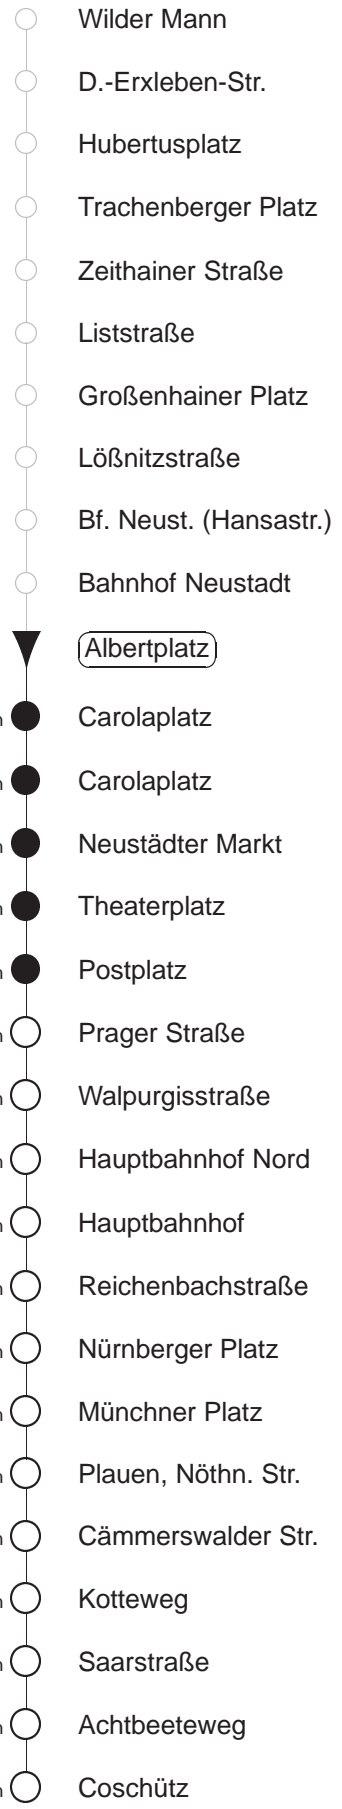 Wilder Mann
D.-Erxleben-Str.
Hubertusplatz
Trachenberger Platz
Zeithainer Straße
Liststraße
Großenhainer Platz
Lößnitzstraße
Bf. Neust. (Hansastr.)
Bahnhof Neustadt
Albertplatz
Carolaplatz
Carolaplatz
Neustädter Markt
Theaterplatz
Postplatz
Prager Straße
Walpurgisstraße
Hauptbahnhof Nord
Hauptbahnhof
Reichenbachstraße
Nürnberger Platz
Münchner Platz
Plauen, Nöthn. Str.
Cämmerswalder Str.
Kotteweg
Saarstraße
Achtbeeteweg
Coschütz